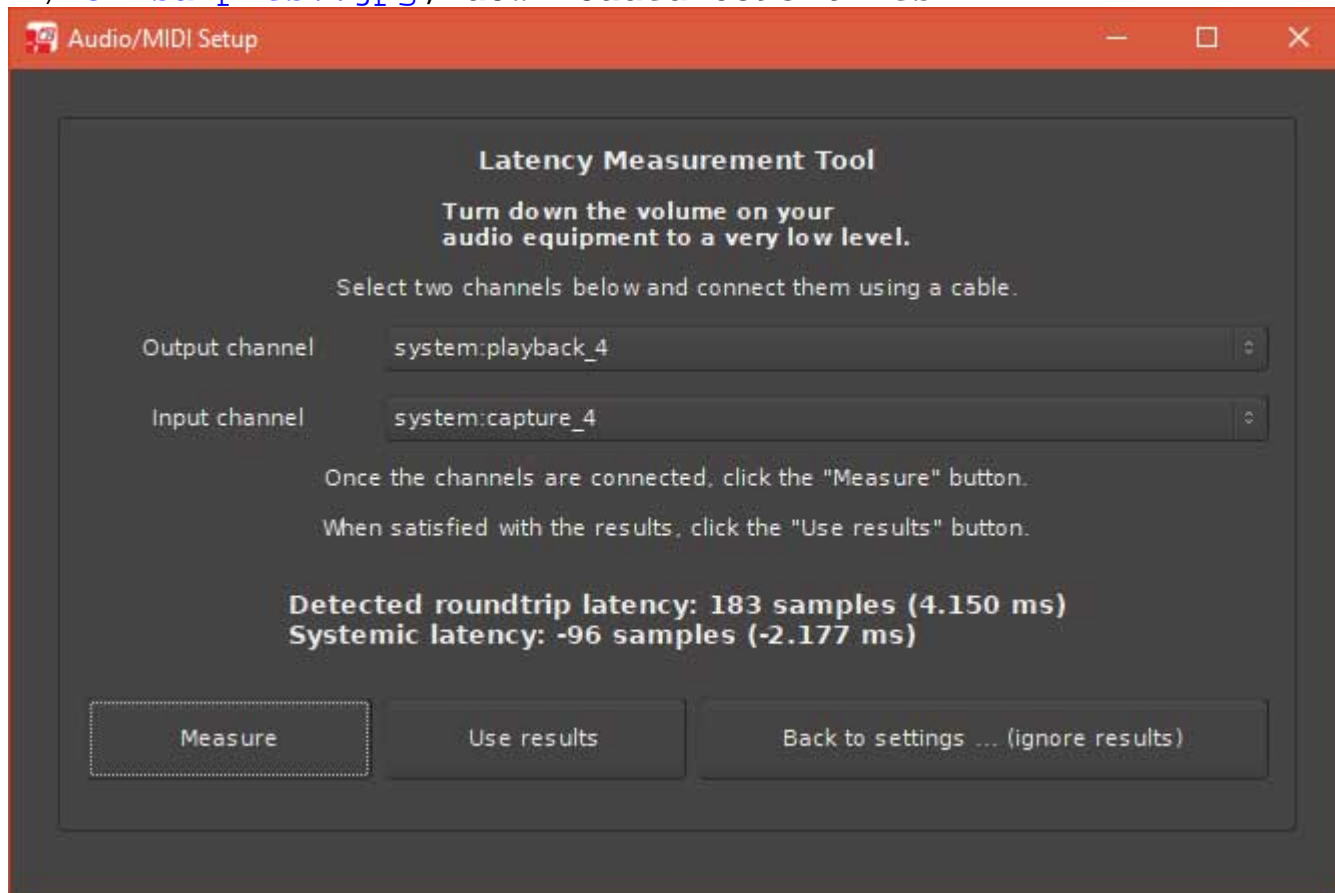 Audio/MIDI Setup
Latency Measurement Tool
Turn down the volume on your
audio equipment to a very low level.
Select two channels below and connect them using a cable.
Output channel system:playback_4
Input channel system:capture_4
Once the channels are connected, click the "Measure" button.
When satisfied with the results, click the "Use results" button.
Detected roundtrip latency: 183 samples (4.150 ms)
Systemic latency: -96 samples (-2.177 ms)
Measure Use results Back to settings ... (ignore results)